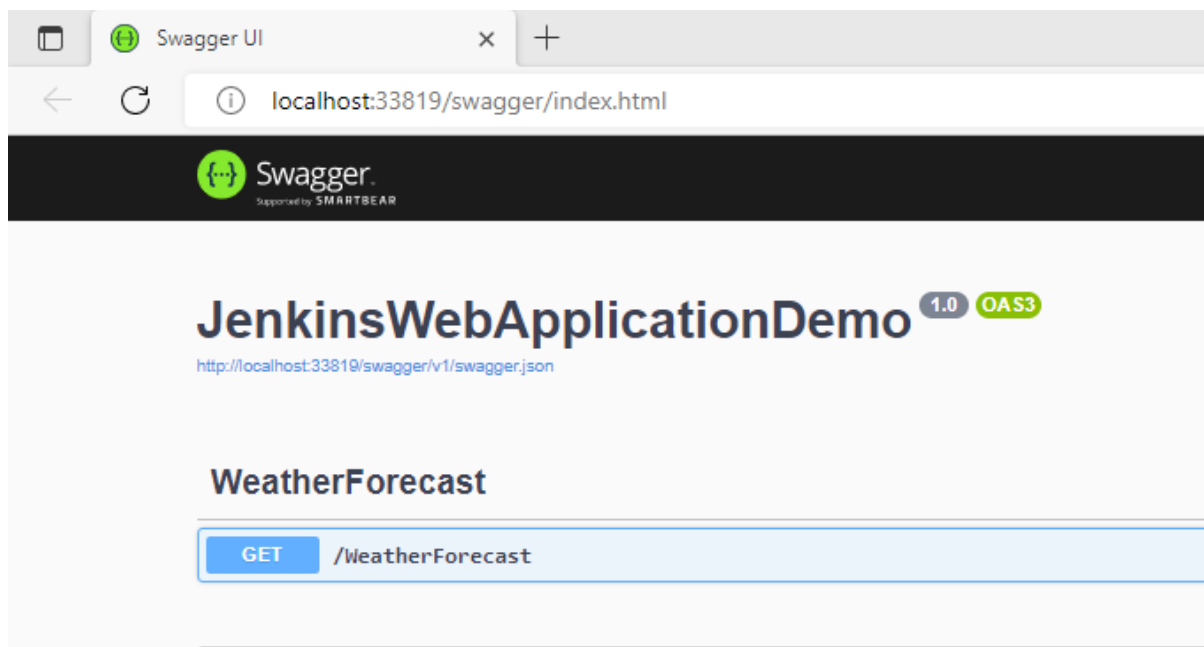 Swagger UI
localhost:33819/swagger/index.html
{···} Swagger.
Supported by SMARTBEAR
JenkinsWebApplicationDemo 1.0 OAS3
http://localhost:33819/swagger/v1/swagger.json
WeatherForecast
GET /WeatherForecast